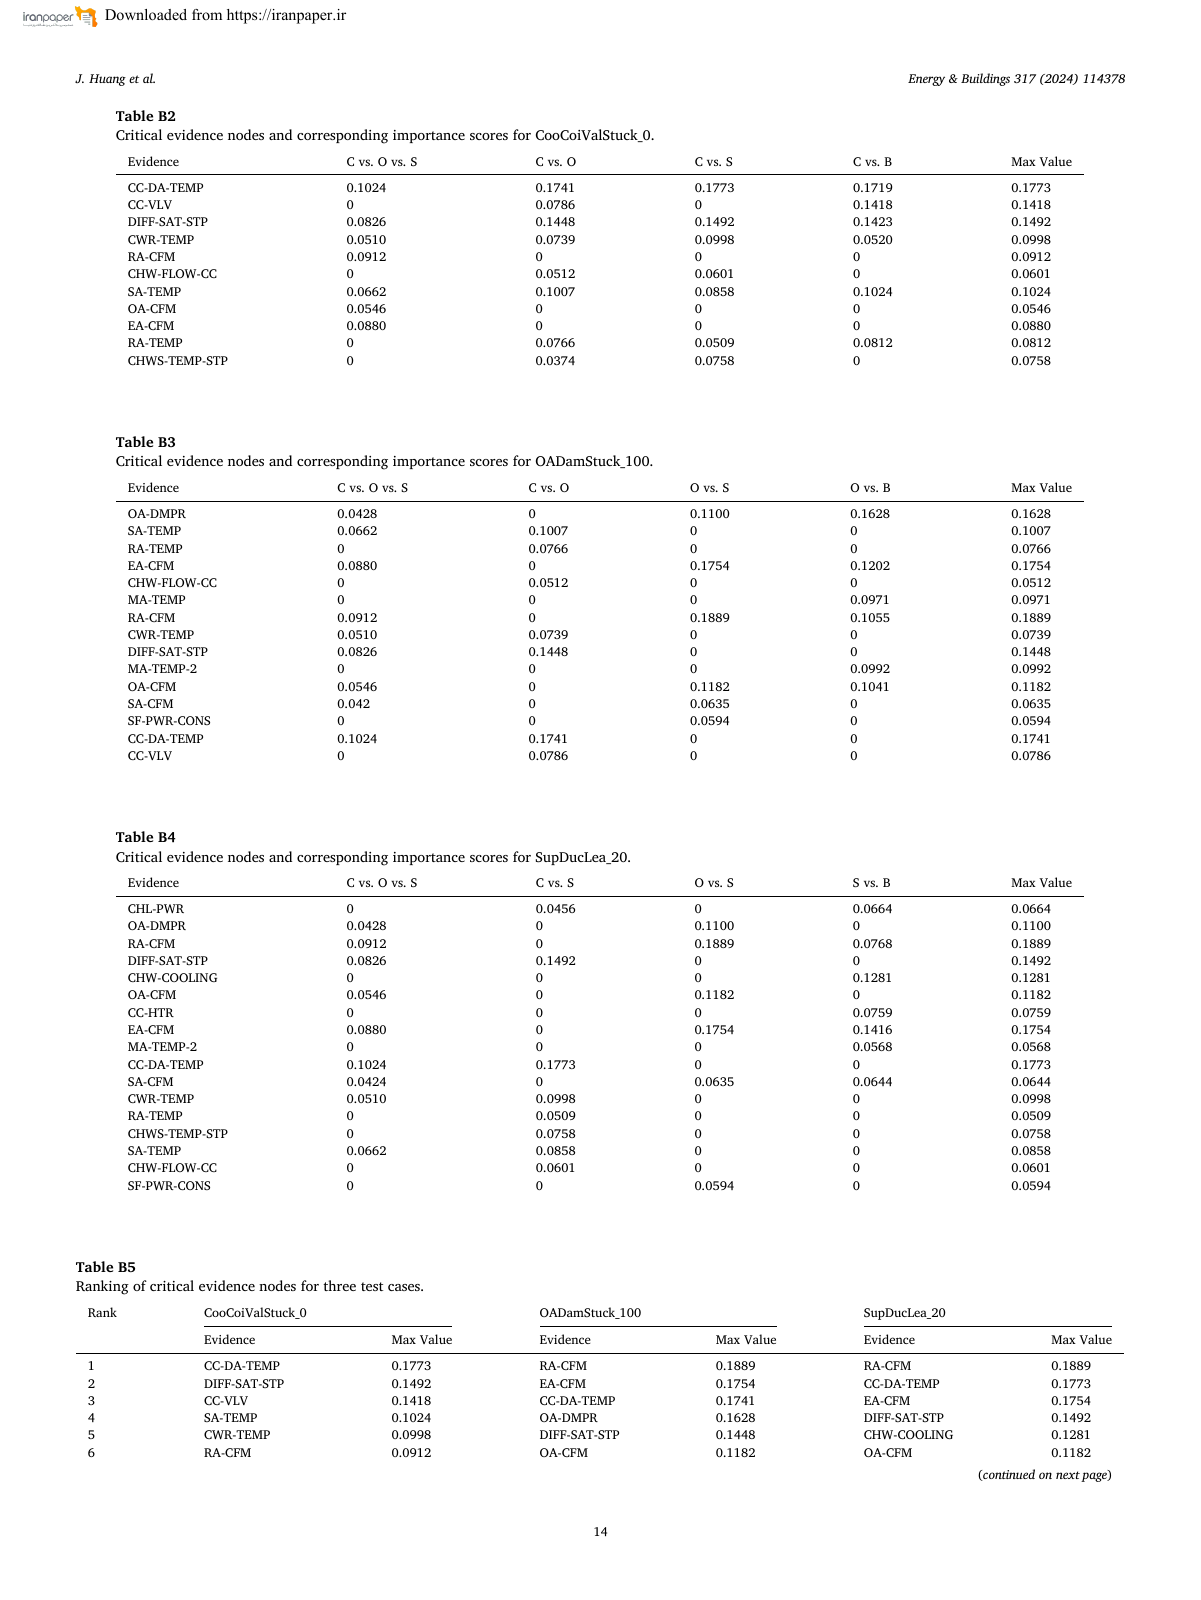 iranpaper Downloaded from https://iranpaper.ir
J. Huang et al. Energy & Buildings 317 (2024) 114378
Table B2
Critical evidence nodes and corresponding importance scores for CooCoiValStuck_0.
Evidence C vs. O vs. S C vs. O C vs. S C vs. B Max Value
CC-DA-TEMP 0.1024 0.1741 0.1773 0.1719 0.1773
CC-VLV 0 0.0786 0 0.1418 0.1418
DIFF-SAT-STP 0.0826 0.1448 0.1492 0.1423 0.1492
CWR-TEMP 0.0510 0.0739 0.0998 0.0520 0.0998
RA-CFM 0.0912 0 0 0 0.0912
CHW-FLOW-CC 0 0.0512 0.0601 0 0.0601
SA-TEMP 0.0662 0.1007 0.0858 0.1024 0.1024
OA-CFM 0.0546 0 0 0 0.0546
EA-CFM 0.0880 0 0 0 0.0880
RA-TEMP 0 0.0766 0.0509 0.0812 0.0812
CHWS-TEMP-STP 0 0.0374 0.0758 0 0.0758
Table B3
Critical evidence nodes and corresponding importance scores for OADamStuck_100.
Evidence C vs. O vs. S C vs. O O vs. S O vs. B Max Value
OA-DMPR 0.0428 0 0.1100 0.1628 0.1628
SA-TEMP 0.0662 0.1007 0 0 0.1007
RA-TEMP 0 0.0766 0 0 0.0766
EA-CFM 0.0880 0 0.1754 0.1202 0.1754
CHW-FLOW-CC 0 0.0512 0 0 0.0512
MA-TEMP 0 0 0 0.0971 0.0971
RA-CFM 0.0912 0 0.1889 0.1055 0.1889
CWR-TEMP 0.0510 0.0739 0 0 0.0739
DIFF-SAT-STP 0.0826 0.1448 0 0 0.1448
MA-TEMP-2 0 0 0 0.0992 0.0992
OA-CFM 0.0546 0 0.1182 0.1041 0.1182
SA-CFM 0.042 0 0.0635 0 0.0635
SF-PWR-CONS 0 0 0.0594 0 0.0594
CC-DA-TEMP 0.1024 0.1741 0 0 0.1741
CC-VLV 0 0.0786 0 0 0.0786
Table B4
Critical evidence nodes and corresponding importance scores for SupDucLea_20.
Evidence C vs. O vs. S C vs. S O vs. S S vs. B Max Value
CHL-PWR 0 0.0456 0 0.0664 0.0664
OA-DMPR 0.0428 0 0.1100 0 0.1100
RA-CFM 0.0912 0 0.1889 0.0768 0.1889
DIFF-SAT-STP 0.0826 0.1492 0 0 0.1492
CHW-COOLING 0 0 0 0.1281 0.1281
OA-CFM 0.0546 0 0.1182 0 0.1182
CC-HTR 0 0 0 0.0759 0.0759
EA-CFM 0.0880 0 0.1754 0.1416 0.1754
MA-TEMP-2 0 0 0 0.0568 0.0568
CC-DA-TEMP 0.1024 0.1773 0 0 0.1773
SA-CFM 0.0424 0 0.0635 0.0644 0.0644
CWR-TEMP 0.0510 0.0998 0 0 0.0998
RA-TEMP 0 0.0509 0 0 0.0509
CHWS-TEMP-STP 0 0.0758 0 0 0.0758
SA-TEMP 0.0662 0.0858 0 0 0.0858
CHW-FLOW-CC 0 0.0601 0 0 0.0601
SF-PWR-CONS 0 0 0.0594 0 0.0594
Table B5
Ranking of critical evidence nodes for three test cases.
Rank CooCoiValStuck_0 OADamStuck_100 SupDucLea_20
Evidence Max Value Evidence Max Value Evidence Max Value
1 CC-DA-TEMP 0.1773 RA-CFM 0.1889 RA-CFM 0.1889
2 DIFF-SAT-STP 0.1492 EA-CFM 0.1754 CC-DA-TEMP 0.1773
3 CC-VLV 0.1418 CC-DA-TEMP 0.1741 EA-CFM 0.1754
4 SA-TEMP 0.1024 OA-DMPR 0.1628 DIFF-SAT-STP 0.1492
5 CWR-TEMP 0.0998 DIFF-SAT-STP 0.1448 CHW-COOLING 0.1281
6 RA-CFM 0.0912 OA-CFM 0.1182 OA-CFM 0.1182
(continued on next page)
14